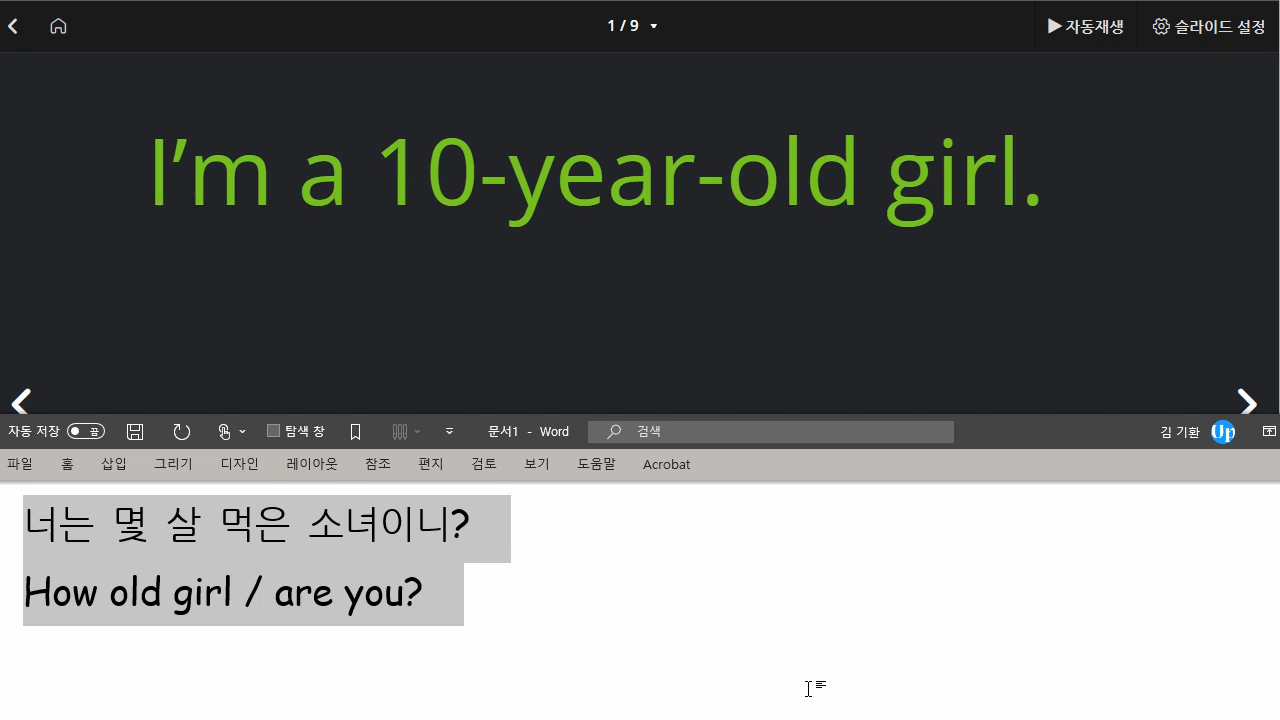 1 / 9
자동재생
슬라이드 설정
I’m a 10-year-old girl.
자동 저장
끔
탐색 창
문서1 - Word
검색
김 기환
Up
파일 홈 삽입 그리기 디자인 레이아웃 참조 편지 검토 보기 도움말 Acrobat
너는 몇 살 먹은 소녀이니?
How old girl / are you?